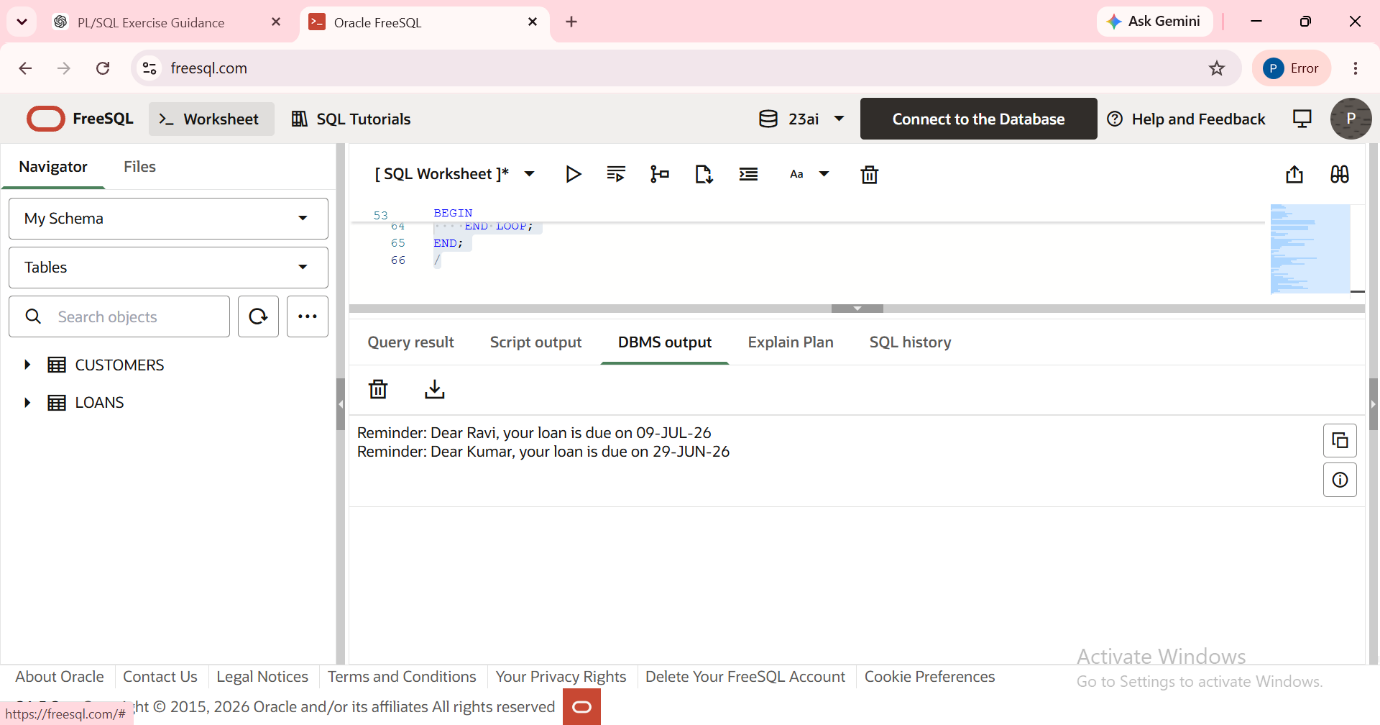 PL/SQL Exercise Guidance
Oracle FreeSQL
Ask Gemini
freesql.com
P
Error
FreeSQL
>_ Worksheet
SQL Tutorials
23ai
Connect to the Database
Help and Feedback
P
Navigator
Files
[ SQL Worksheet ]*
Aa
My Schema
Tables
Search objects
CUSTOMERS
LOANS
53 BEGIN
64 ····END·LOOP;
65 END;
66 /
Query result
Script output
DBMS output
Explain Plan
SQL history
Reminder: Dear Ravi, your loan is due on 09-JUL-26
Reminder: Dear Kumar, your loan is due on 29-JUN-26
Activate Windows
Go to Settings to activate Windows.
About Oracle
Contact Us
Legal Notices
Terms and Conditions
Your Privacy Rights
Delete Your FreeSQL Account
Cookie Preferences
ht © 2015, 2026 Oracle and/or its affiliates All rights reserved
https://freesql.com/#